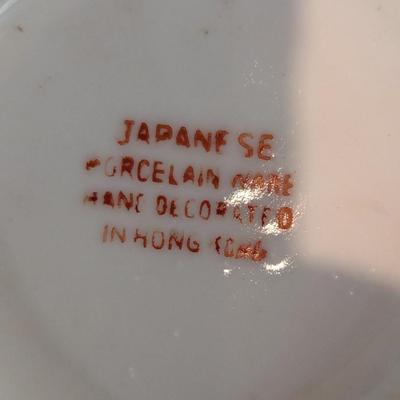 JAPANESE
PORCELAIN WARE
HAND DECORATED
IN HONG KONG